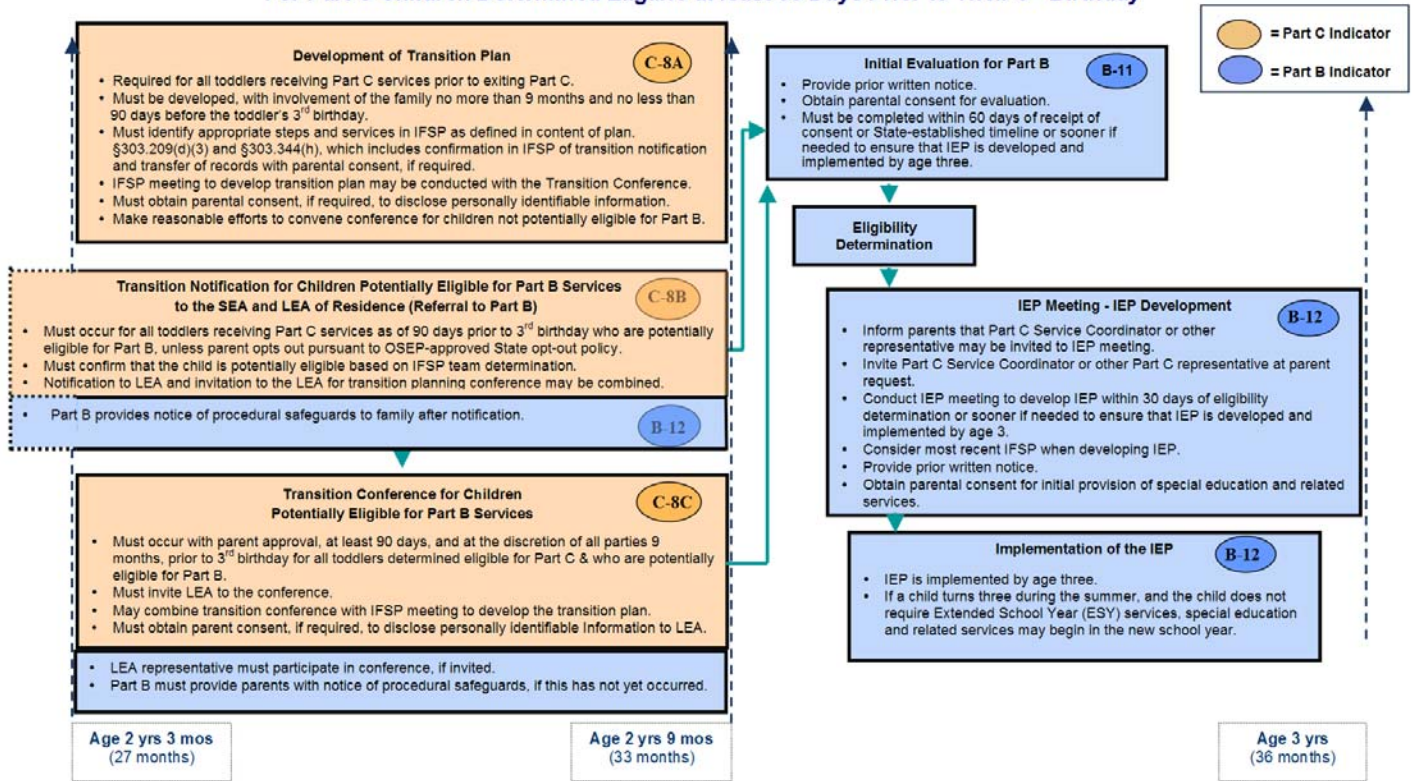 = Part C Indicator
= Part B Indicator
Development of Transition Plan
C-8A
• Required for all toddlers receiving Part C services prior to exiting Part C.
• Must be developed, with involvement of the family no more than 9 months and no less than
90 days before the toddler's 3rd birthday.
• Must identify appropriate steps and services in IFSP as defined in content of plan.
§303.209(d)(3) and §303.344(h), which includes confirmation in IFSP of transition notification
and transfer of records with parental consent, if required.
• IFSP meeting to develop transition plan may be conducted with the Transition Conference.
• Must obtain parental consent, if required, to disclose personally identifiable information.
• Make reasonable efforts to convene conference for children not potentially eligible for Part B.
Transition Notification for Children Potentially Eligible for Part B Services
to the SEA and LEA of Residence (Referral to Part B)
C-8B
• Must occur for all toddlers receiving Part C services as of 90 days prior to 3rd birthday who are potentially
eligible for Part B, unless parent opts out pursuant to OSEP-approved State opt-out policy.
• Must confirm that the child is potentially eligible based on IFSP team determination.
• Notification to LEA and invitation to the LEA for transition planning conference may be combined.
• Part B provides notice of procedural safeguards to family after notification.
B-12
Transition Conference for Children
Potentially Eligible for Part B Services
C-8C
• Must occur with parent approval, at least 90 days, and at the discretion of all parties 9
months, prior to 3rd birthday for all toddlers determined eligible for Part C & who are potentially
eligible for Part B.
• Must invite LEA to the conference.
• May combine transition conference with IFSP meeting to develop the transition plan.
• Must obtain parent consent, if required, to disclose personally identifiable Information to LEA.
• LEA representative must participate in conference, if invited.
• Part B must provide parents with notice of procedural safeguards, if this has not yet occurred.
Initial Evaluation for Part B
B-11
• Provide prior written notice.
• Obtain parental consent for evaluation.
• Must be completed within 60 days of receipt of
consent or State-established timeline or sooner if
needed to ensure that IEP is developed and
implemented by age three.
Eligibility
Determination
IEP Meeting - IEP Development
B-12
• Inform parents that Part C Service Coordinator or other
representative may be invited to IEP meeting.
• Invite Part C Service Coordinator or other Part C representative at parent
request.
• Conduct IEP meeting to develop IEP within 30 days of eligibility
determination or sooner if needed to ensure that IEP is developed and
implemented by age 3.
• Consider most recent IFSP when developing IEP.
• Provide prior written notice.
• Obtain parental consent for initial provision of special education and related
services.
Implementation of the IEP
B-12
• IEP is implemented by age three.
• If a child turns three during the summer, and the child does not
require Extended School Year (ESY) services, special education
and related services may begin in the new school year.
Age 2 yrs 3 mos
(27 months)
Age 2 yrs 9 mos
(33 months)
Age 3 yrs
(36 months)